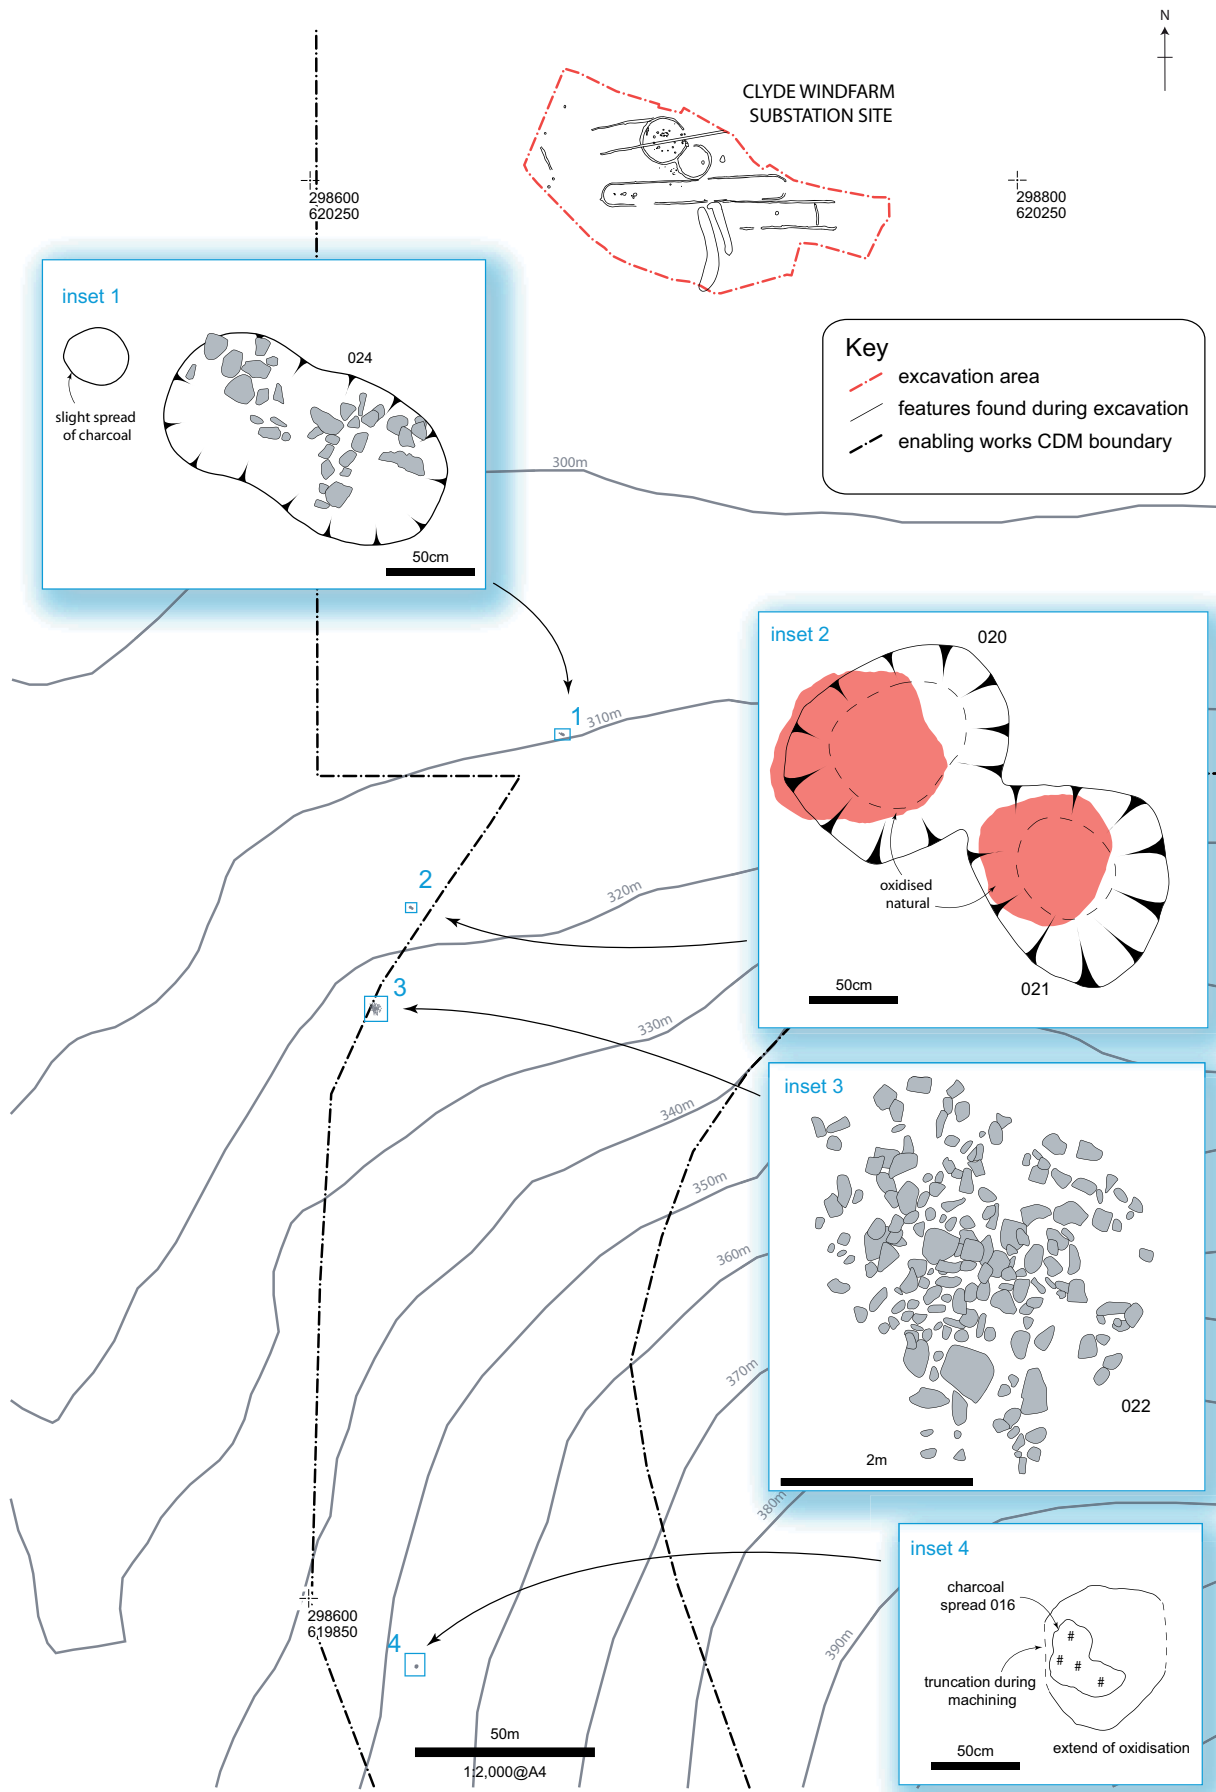 N
CLYDE WINDFARM
SUBSTATION SITE
298600
620250
298800
620250
inset 1
024
slight spread
of charcoal
50cm
Key
excavation area
features found during excavation
enabling works CDM boundary
300m
inset 2
020
oxidised
natural
021
50cm
1
310m
2
320m
3
330m
inset 3
022
2m
340m
350m
360m
370m
380m
390m
inset 4
charcoal
spread 016
# 
# #
#
truncation during
machining
50cm
extend of oxidisation
298600
619850
4
50m
1:2,000@A4